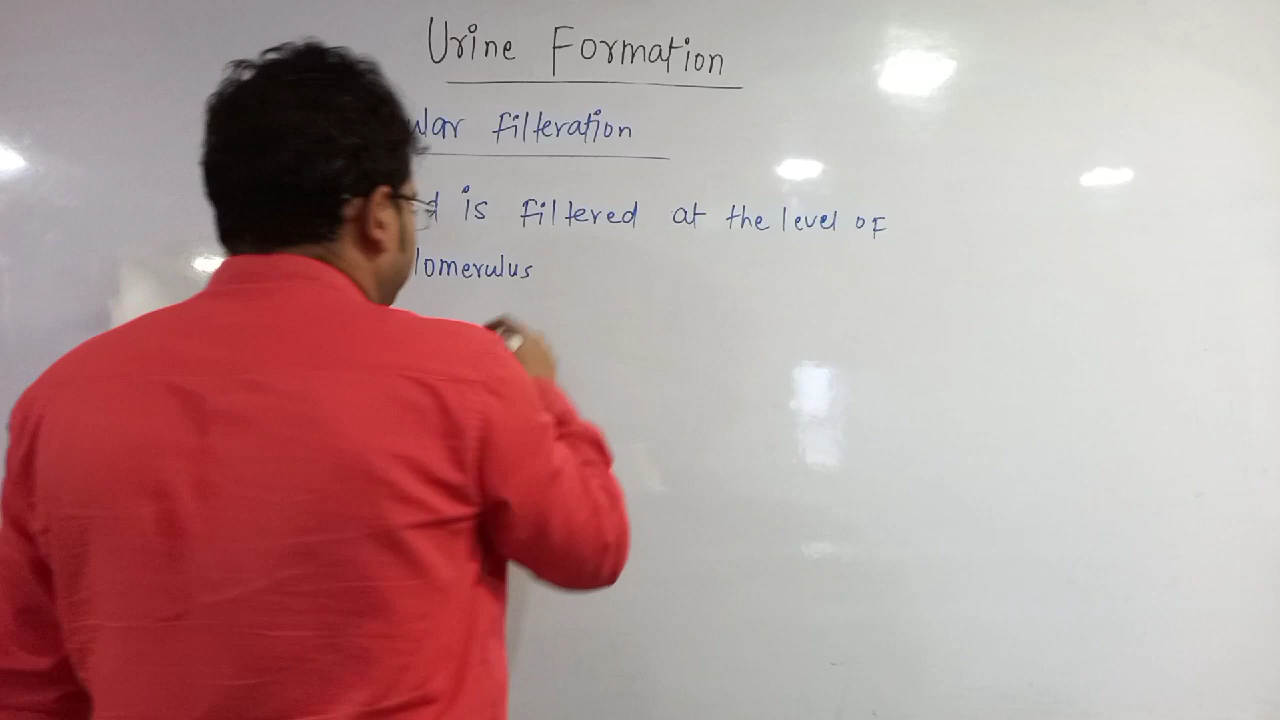 Urine Formation
ular Filteration
d is filtered at the level of
lomerulus